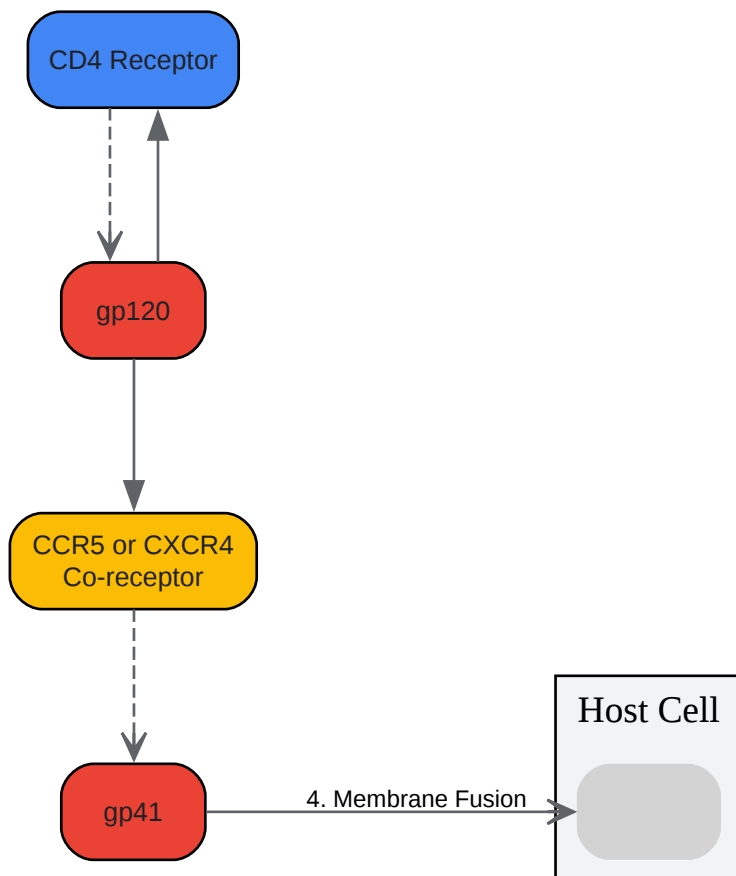 CD4 Receptor
gp120
CCR5 or CXCR4
Co-receptor
Host Cell
gp41
4. Membrane Fusion